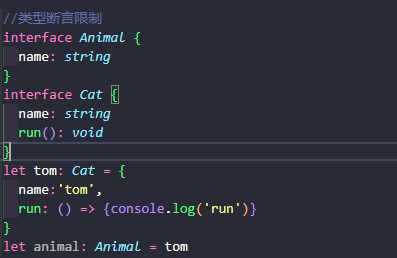 //类型断言限制
interface Animal {
  name: string
}
interface Cat {
  name: string
  run(): void
}
let tom: Cat = {
  name:'tom',
  run: () => {console.log('run')}
}
let animal: Animal = tom